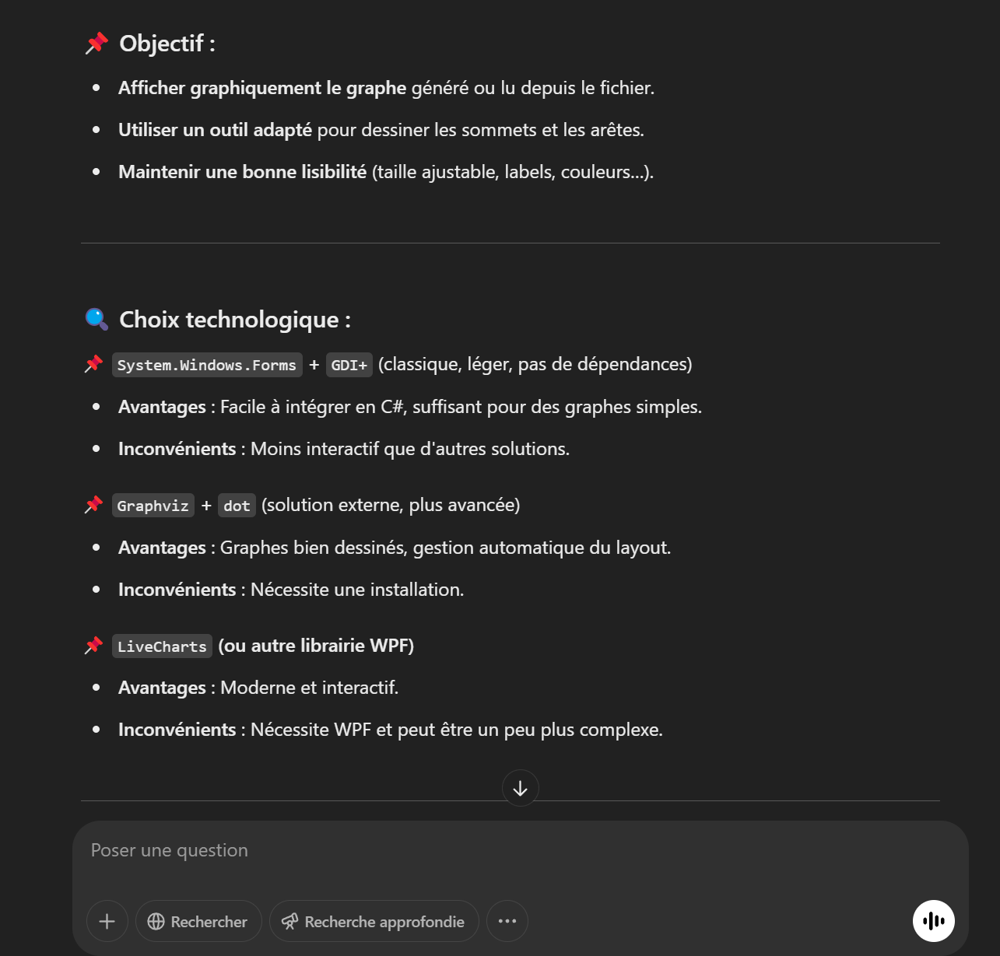 📌 Objectif :
• Afficher graphiquement le graphe généré ou lu depuis le fichier.
• Utiliser un outil adapté pour dessiner les sommets et les arêtes.
• Maintenir une bonne lisibilité (taille ajustable, labels, couleurs...).
🔍 Choix technologique :
📌 System.Windows.Forms + GDI+ (classique, léger, pas de dépendances)
• Avantages : Facile à intégrer en C#, suffisant pour des graphes simples.
• Inconvénients : Moins interactif que d'autres solutions.
📌 Graphviz + dot (solution externe, plus avancée)
• Avantages : Graphes bien dessinés, gestion automatique du layout.
• Inconvénients : Nécessite une installation.
📌 LiveCharts (ou autre librairie WPF)
• Avantages : Moderne et interactif.
• Inconvénients : Nécessite WPF et peut être un peu plus complexe.
Poser une question
Rechercher Recherche approfondie